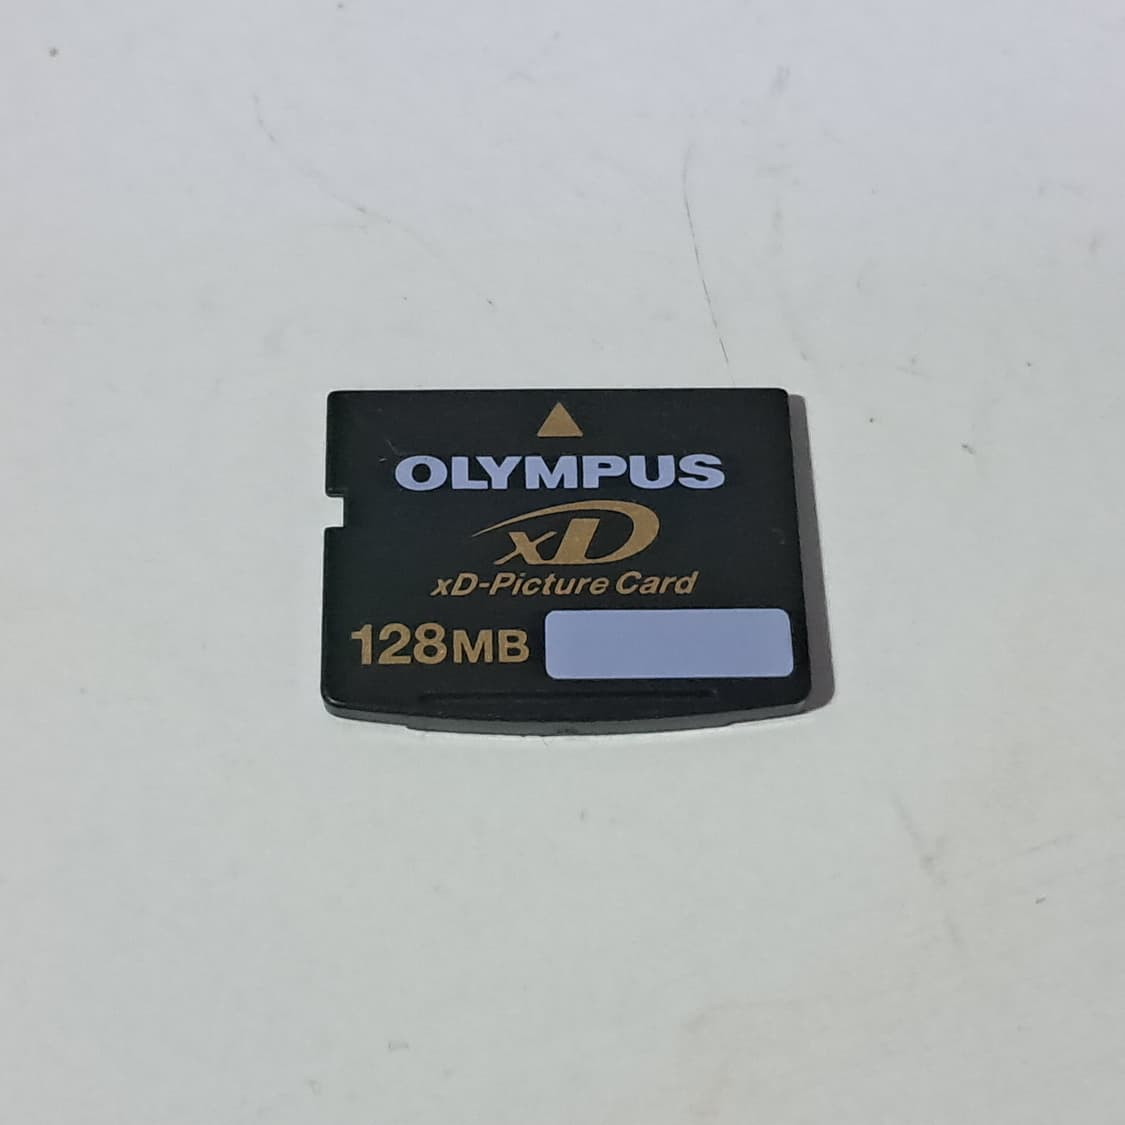 OLYMPUS
xD
xD-Picture Card
128MB